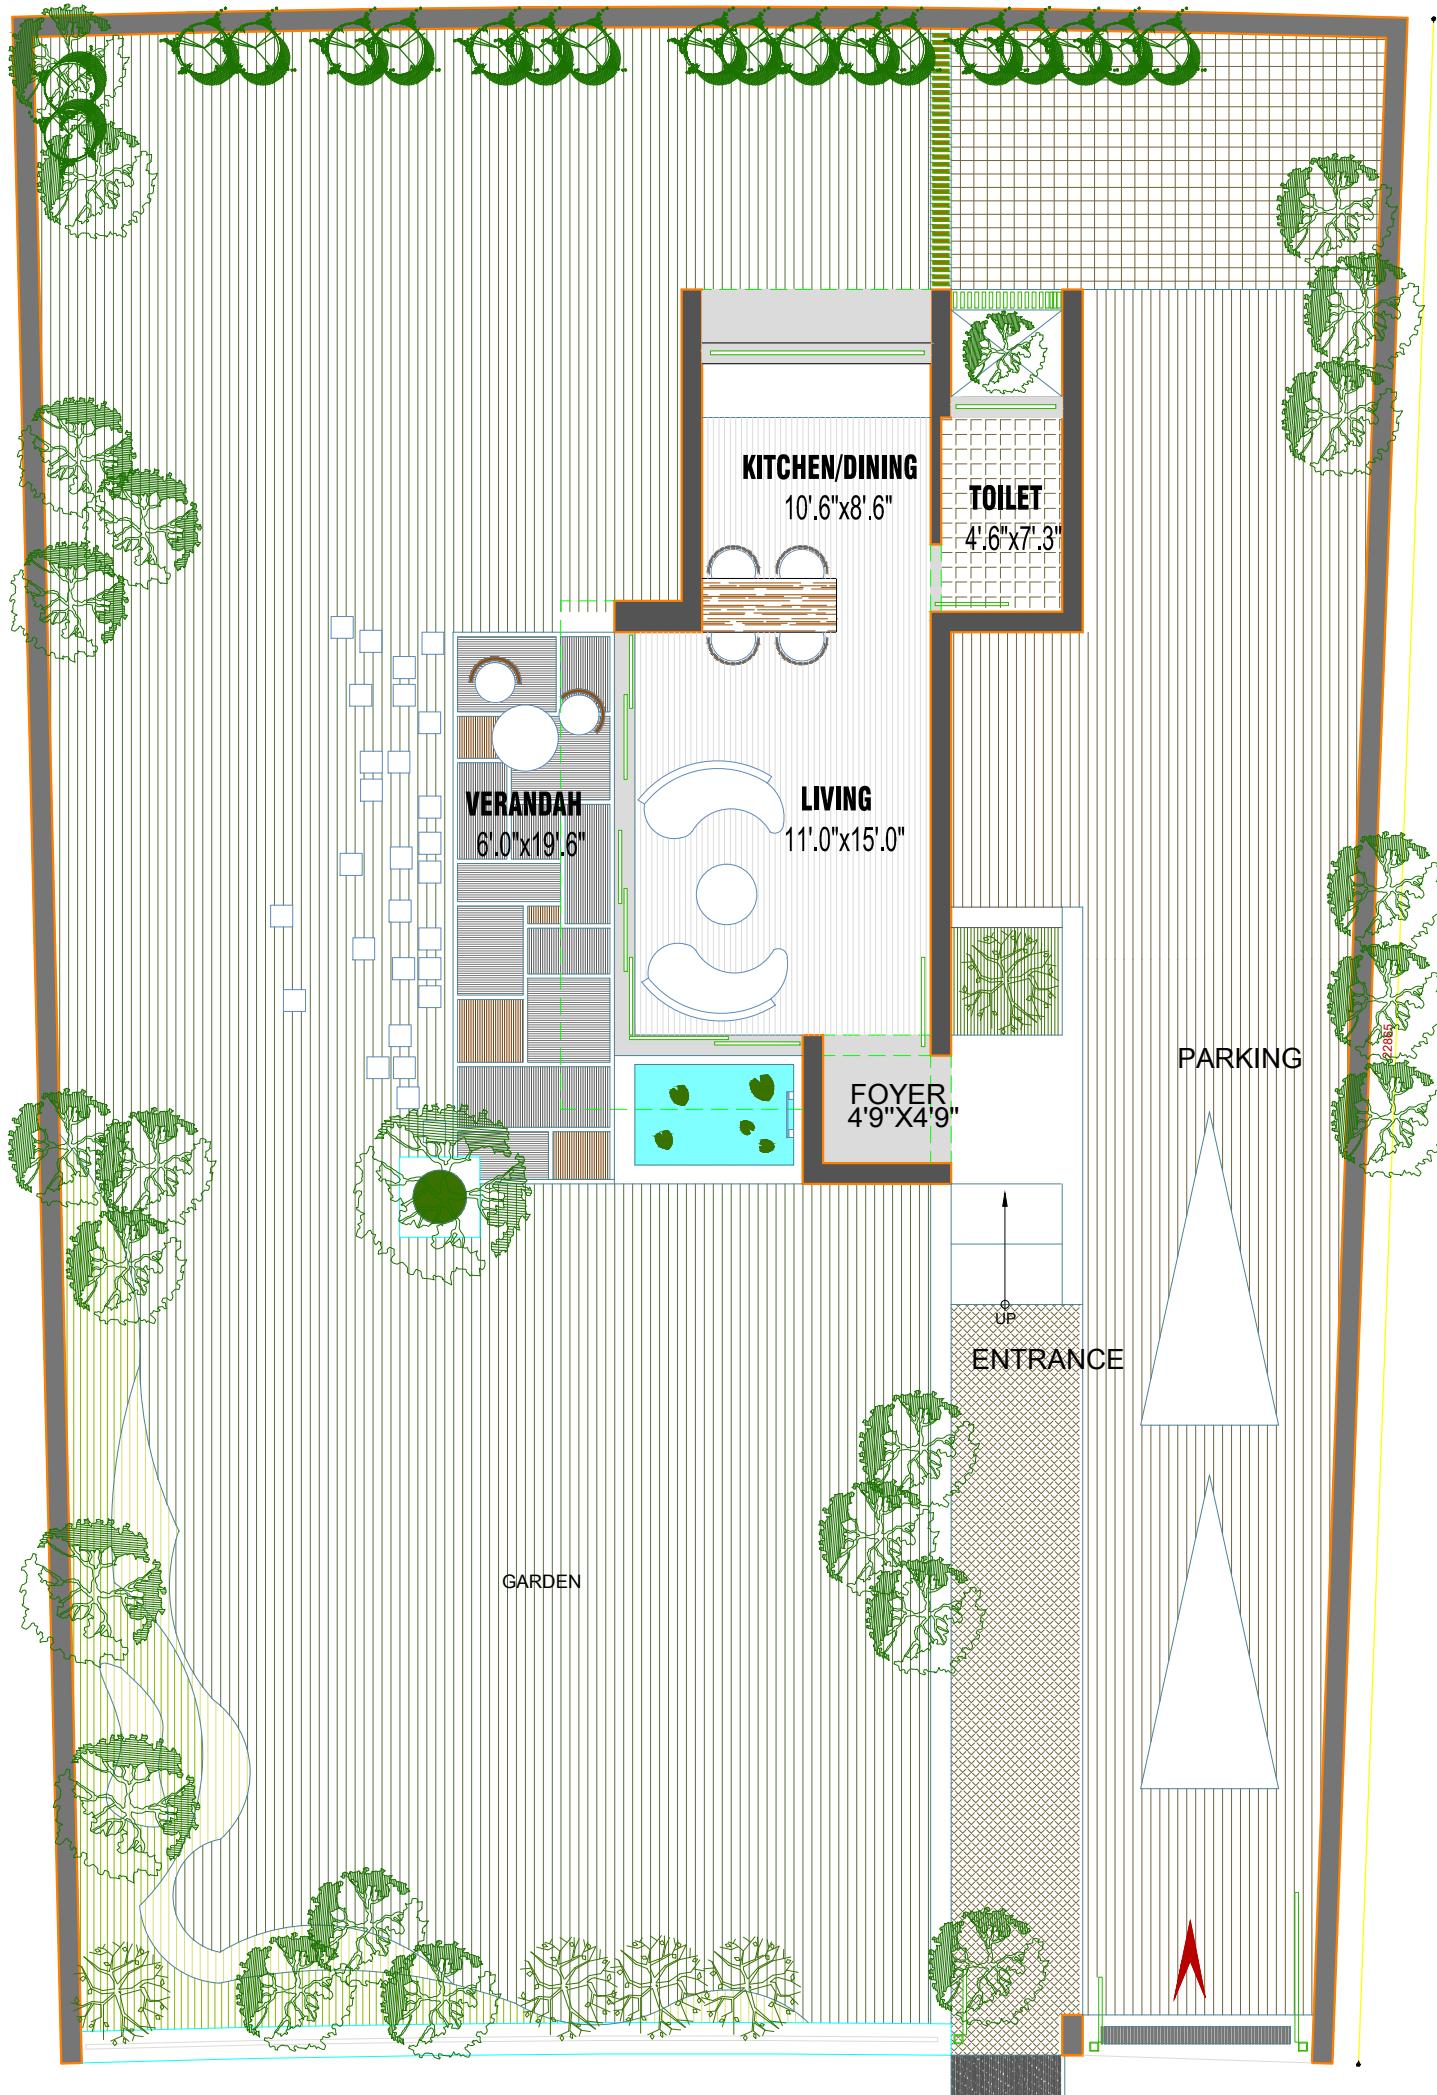 KITCHEN/DINING
10'.6"x8'.6"
TOILET
4'.6"x7'.3"
VERANDAH
6'.0"x19'.6"
LIVING
11'.0"x15'.0"
22865
PARKING
FOYER
4'9"X4'9"
UP
ENTRANCE
GARDEN